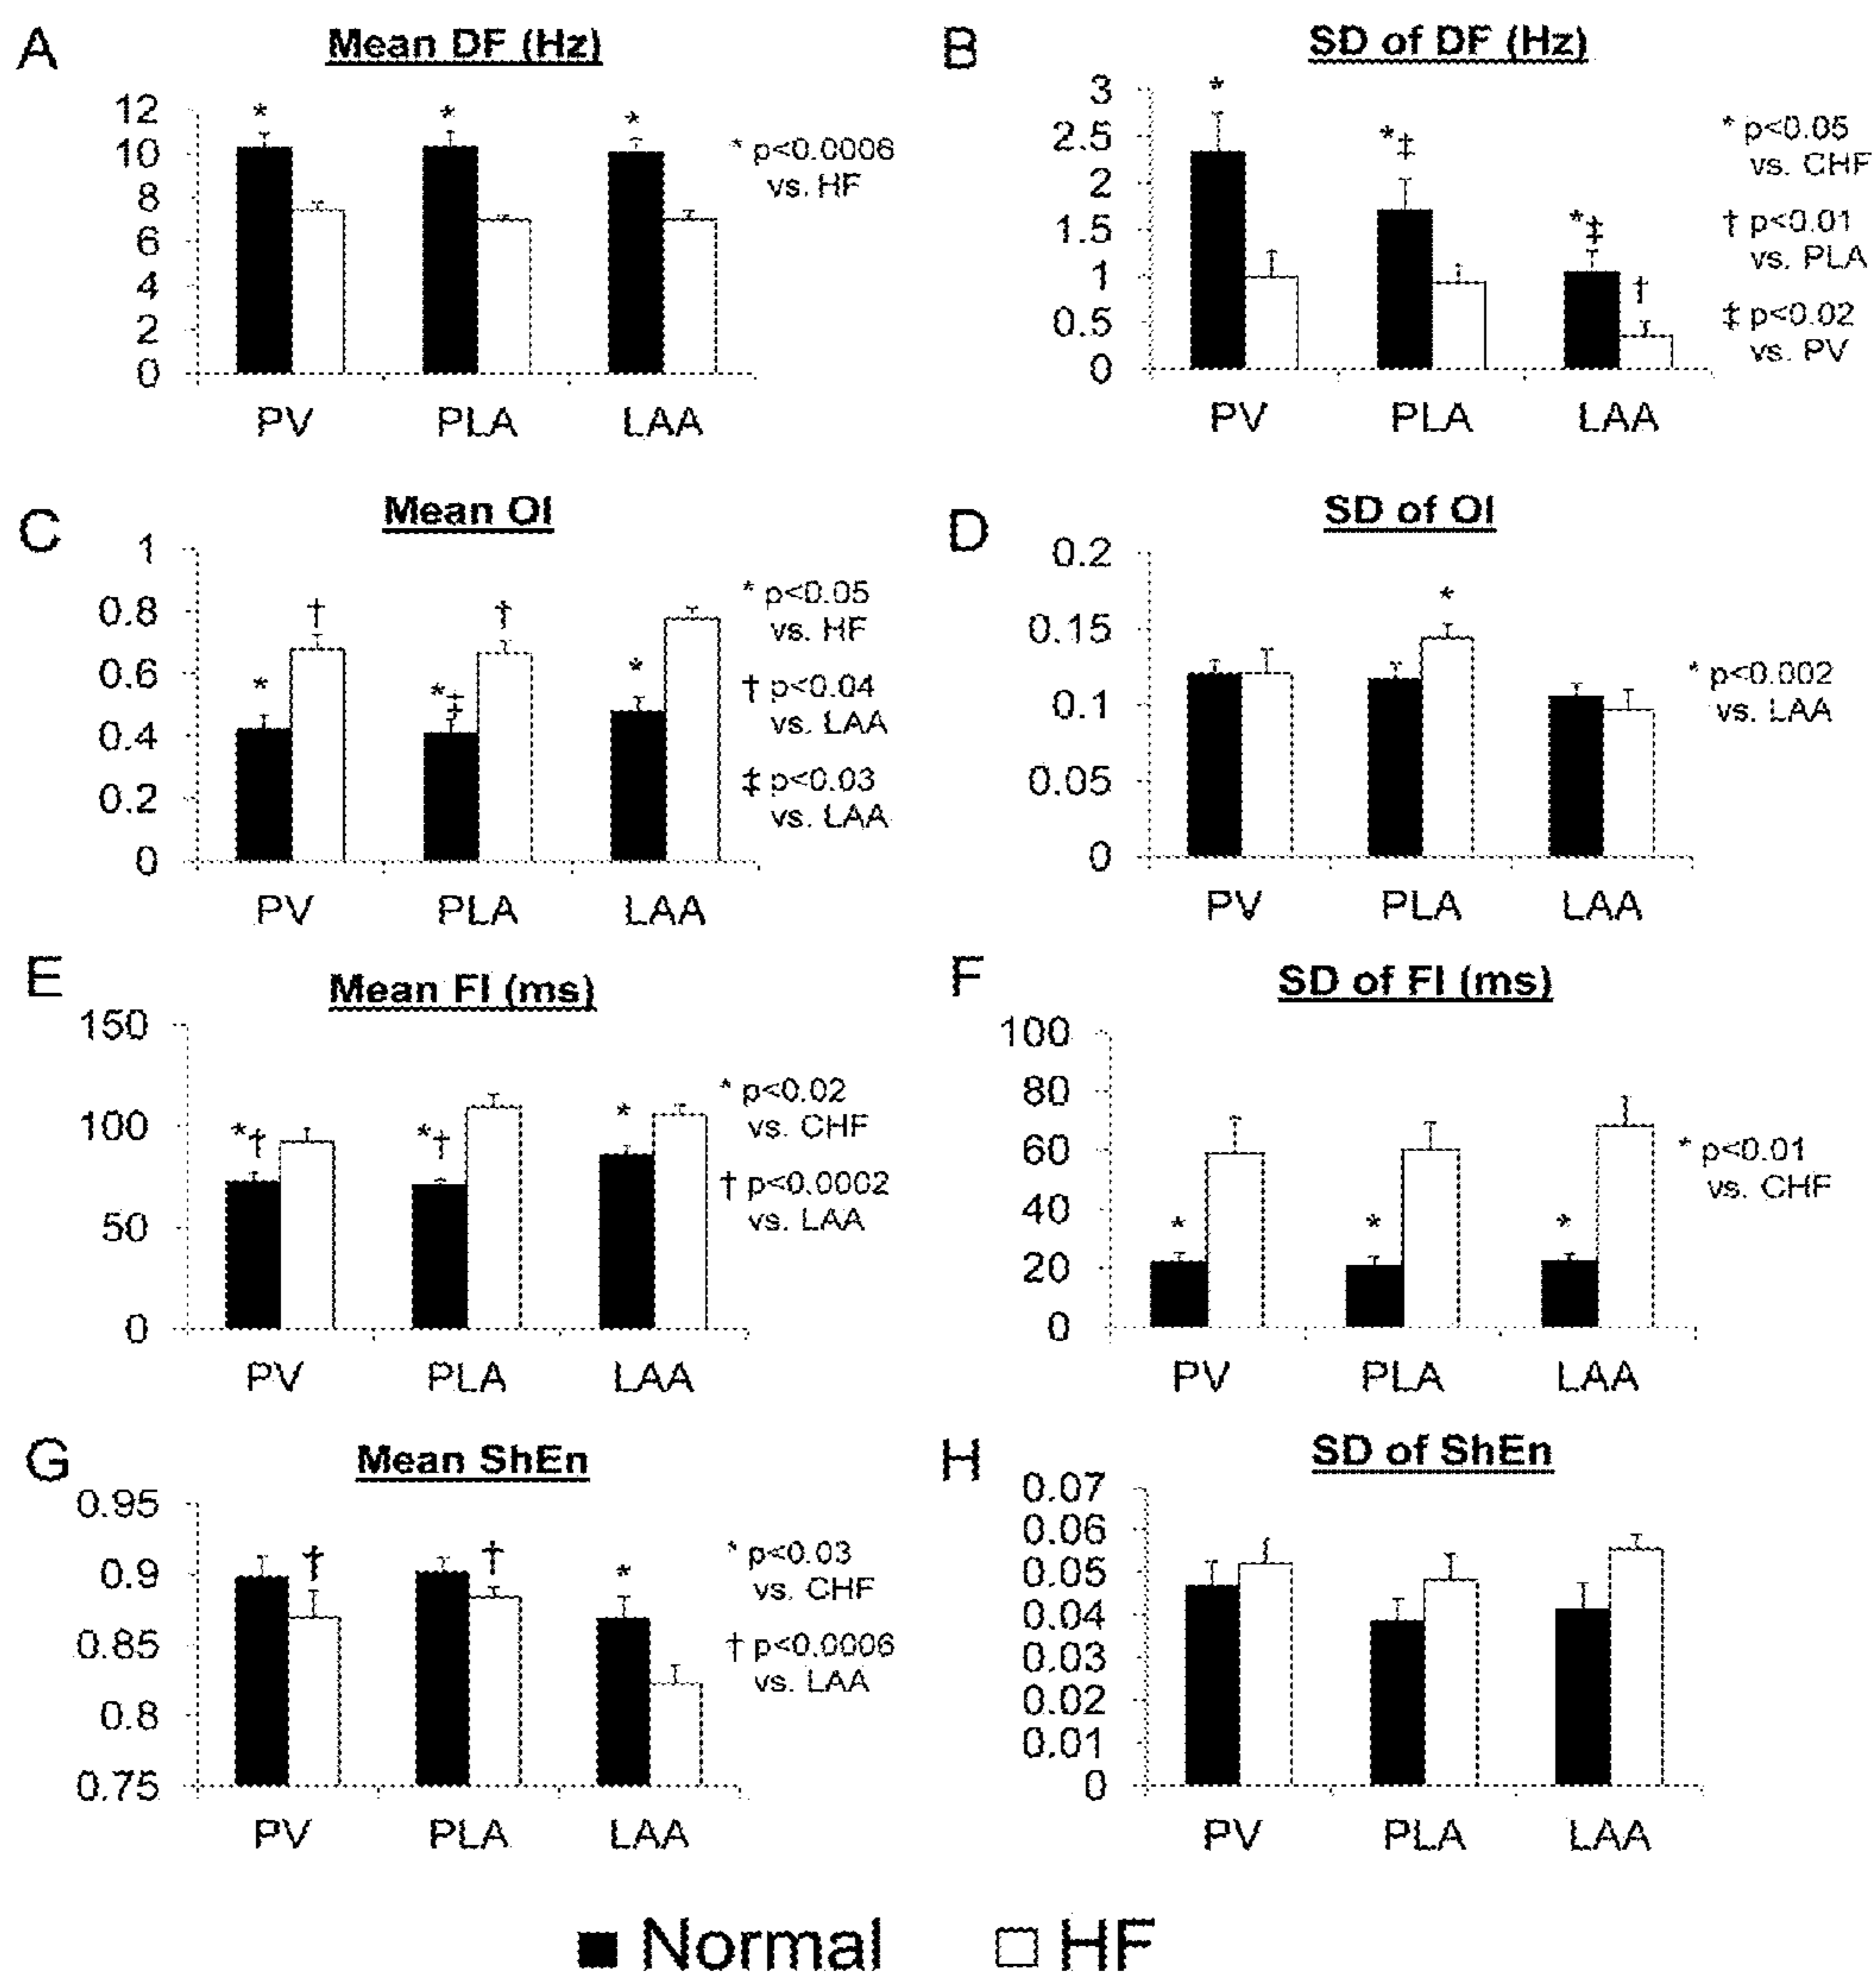 A
Mean DF (Hz)
12
10
8
6
4
2
0
*
*
*
* p<0.0006
vs. HF
PV PLA LAA
B
SD of DF (Hz)
3
2.5
2
1.5
1
0.5
0
*
*‡
*‡
†
* p<0.05
vs. CHF
† p<0.01
vs. PLA
‡ p<0.02
vs. PV
PV PLA LAA
C
Mean OI
1
0.8
0.6
0.4
0.2
0
*
†
*‡
†
*
* p<0.05
vs. HF
† p<0.04
vs. LAA
‡ p<0.03
vs. LAA
PV PLA LAA
D
SD of OI
0.2
0.15
0.1
0.05
0
*
* p<0.002
vs. LAA
PV PLA LAA
E
Mean FI (ms)
150
100
50
0
*†
*†
*
* p<0.02
vs. CHF
† p<0.0002
vs. LAA
PV PLA LAA
F
SD of FI (ms)
100
80
60
40
20
0
*
*
*
* p<0.01
vs. CHF
PV PLA LAA
G
Mean ShEn
0.95
0.9
0.85
0.8
0.75
†
†
*
* p<0.03
vs. CHF
† p<0.0006
vs. LAA
PV PLA LAA
H
SD of ShEn
0.07
0.06
0.05
0.04
0.03
0.02
0.01
0
PV PLA LAA
Normal HF